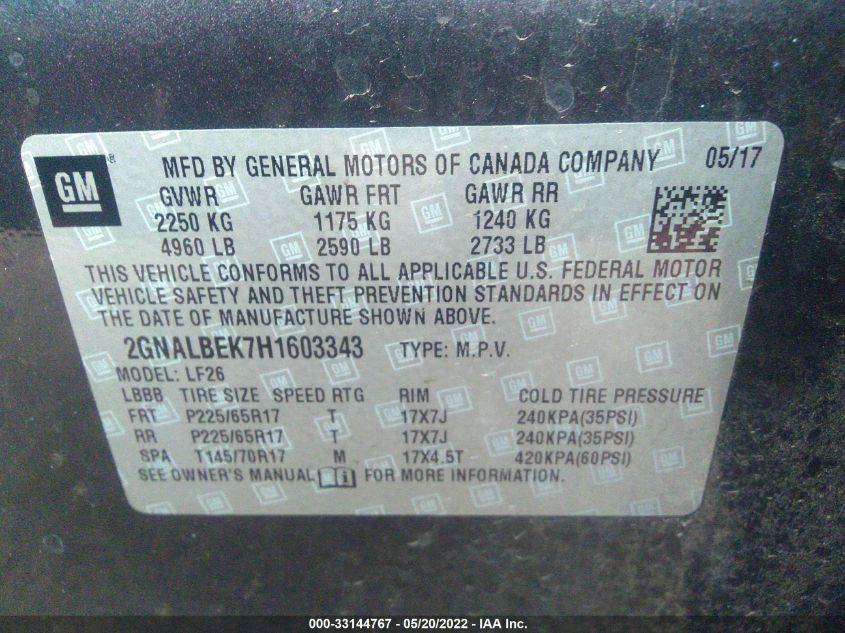 GM ® MFD BY GENERAL MOTORS OF CANADA COMPANY 05/17
GVWR GAWR FRT GAWR RR
2250 KG 1175 KG 1240 KG
4960 LB 2590 LB 2733 LB
THIS VEHICLE CONFORMS TO ALL APPLICABLE U.S. FEDERAL MOTOR
VEHICLE SAFETY AND THEFT PREVENTION STANDARDS IN EFFECT ON
THE DATE OF MANUFACTURE SHOWN ABOVE.
2GNALBEK7H1603343 TYPE: M.P.V.
MODEL: LF26
LBBB TIRE SIZE SPEED RTG RIM COLD TIRE PRESSURE
FRT P225/65R17 T 17X7J 240KPA(35PSI)
RR P225/65R17 T 17X7J 240KPA(35PSI)
SPA T145/70R17 M 17X4.5T 420KPA(60PSI)
SEE OWNER'S MANUAL FOR MORE INFORMATION.
000-33144767 - 05/20/2022 - IAA Inc.